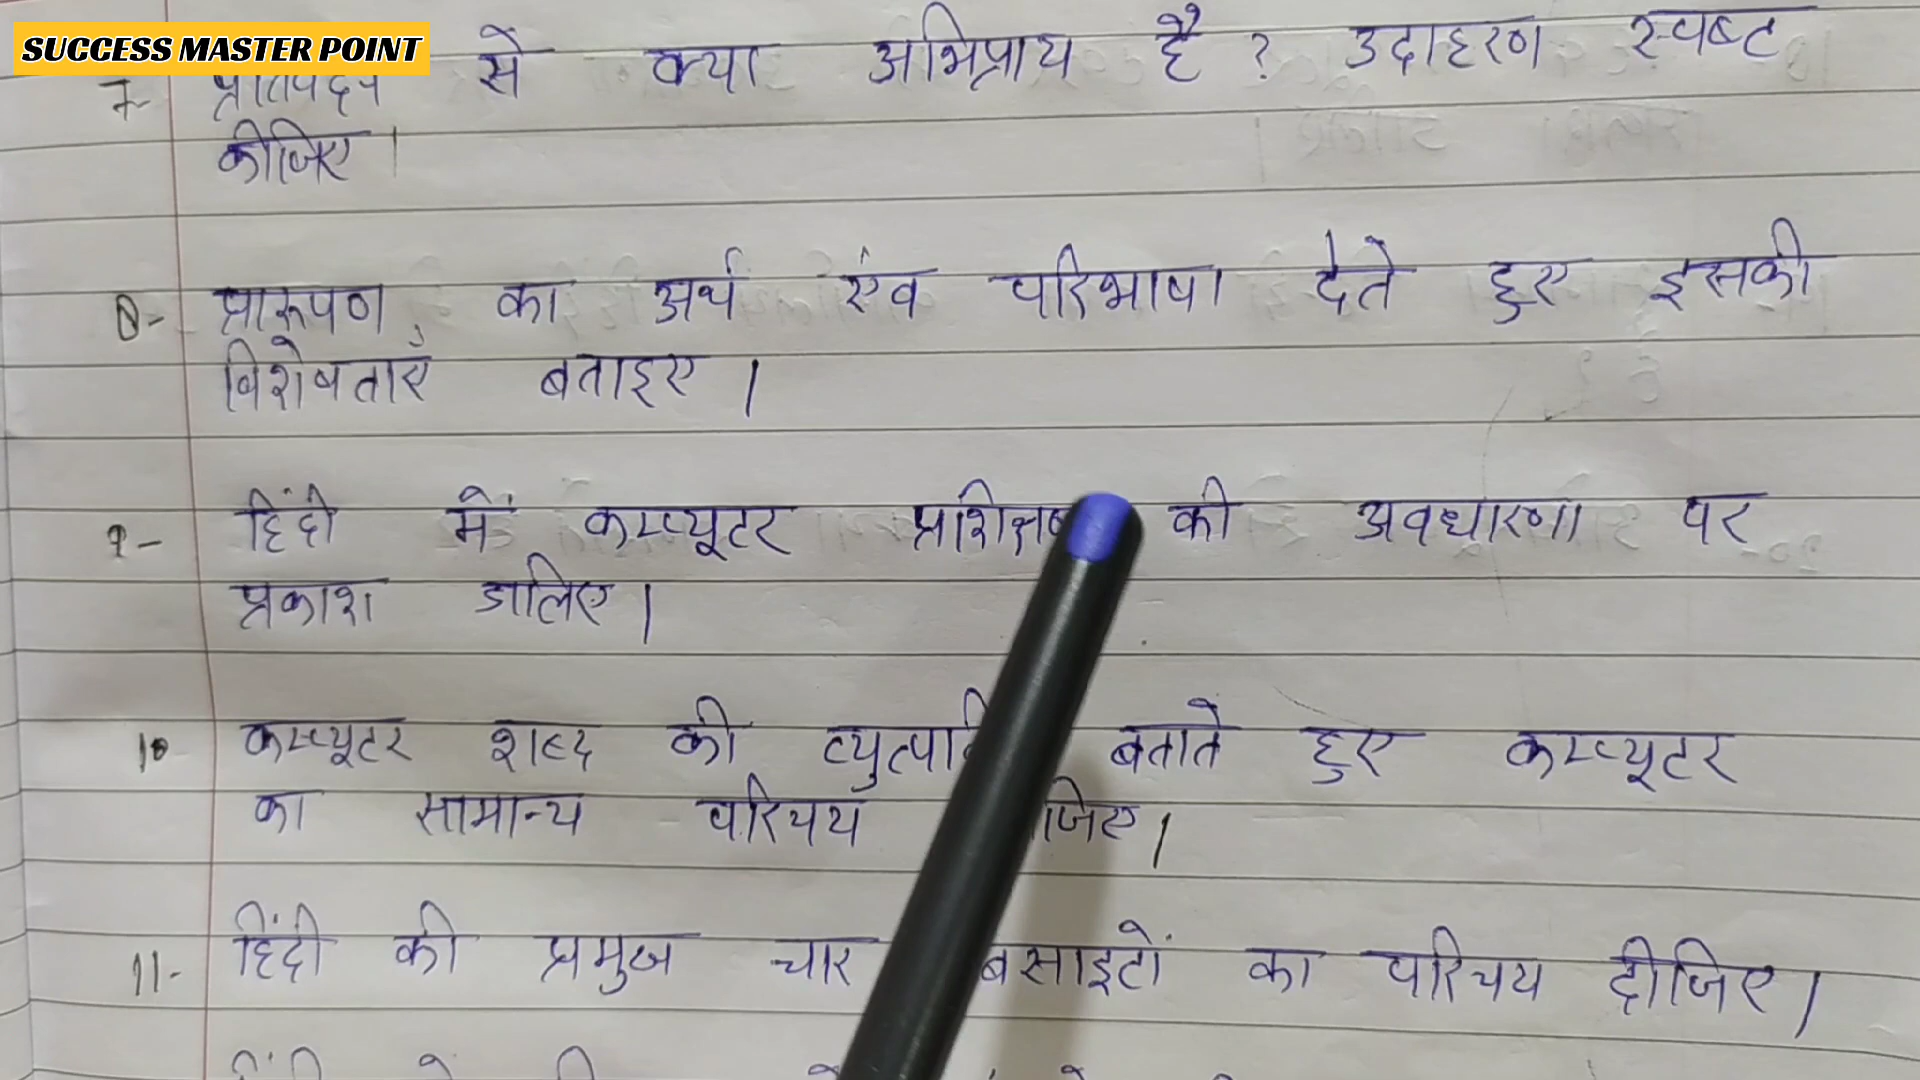 SUCCESS MASTER POINT
7- से क्या अभिप्राय है ? उदाहरण स्पष्ट
कीजिए।
8- प्रारूपण का अर्थ एंव परिभाषा देते हुए इसकी
विशेषताएं बताइए।
9- हिंदी में कम्प्यूटर की अवधारणा पर
प्रकाश डालिए।
10 कम्प्यूटर शब्द की बताते हुए कम्प्यूटर
का सामान्य परिचय
11- हिंदी की प्रमुख चार का परिचय दीजिए।